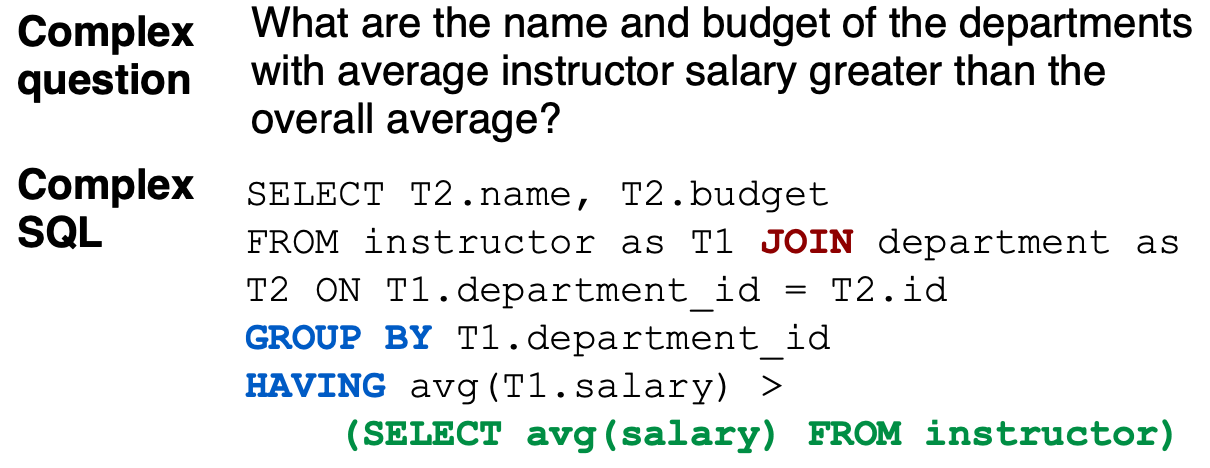 Complex question
What are the name and budget of the departments
with average instructor salary greater than the
overall average?
Complex SQL
SELECT T2.name, T2.budget
FROM instructor as T1 JOIN department as
T2 ON T1.department_id = T2.id
GROUP BY T1.department_id
HAVING avg(T1.salary) >
(SELECT avg(salary) FROM instructor)